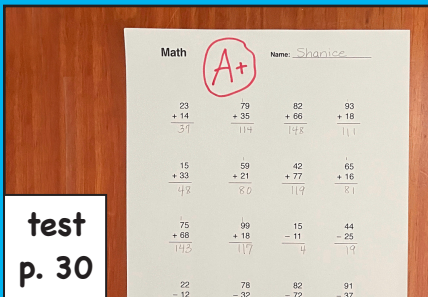 Math
A+
Name: Shanice
23 79 82 93
+ 14 + 35 + 66 + 18
37 114 148 111
15 59 42 65
+ 33 + 21 + 77 + 16
48 80 119 81
75 99 15 44
+ 68 + 18 − 11 − 25
143 117 4 19
22 78 82 91
− 12 − 32 − 72 − 37
test
p. 30